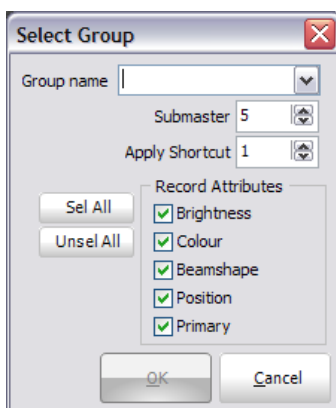 Select Group
Group name
Submaster 5
Apply Shortcut 1
Record Attributes
Sel All
Brightness
Unsel All
Colour
Beamshape
Position
Primary
OK
Cancel